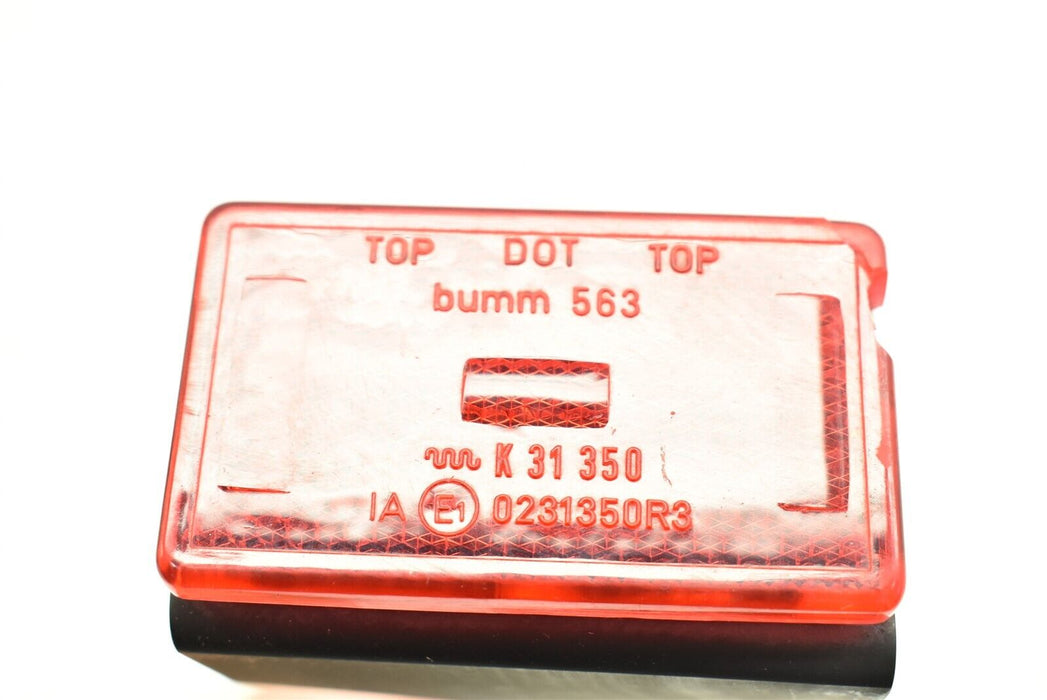 TOP DOT TOP
bumm 563
K 31 350
IA E1 0231350R3